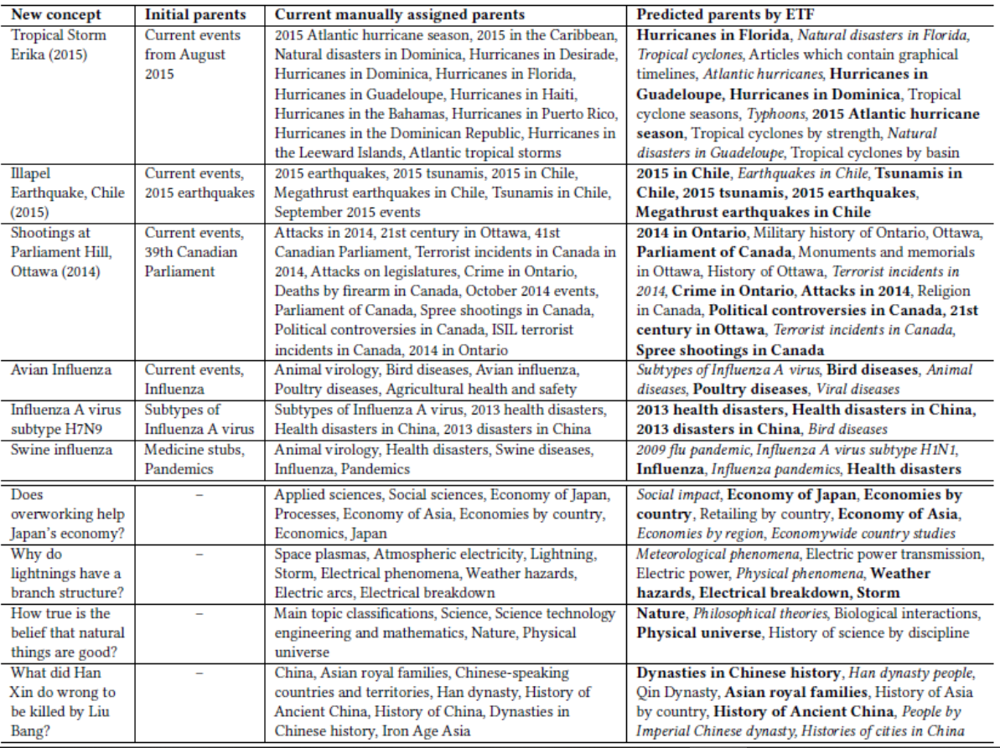 New concept Initial parents Current manually assigned parents Predicted parents by ETF
Tropical Storm Current events 2015 Atlantic hurricane season, 2015 in the Caribbean, Hurricanes in Florida, Natural disasters in Florida,
Erika (2015) from August Natural disasters in Dominica, Hurricanes in Desirade, Tropical cyclones, Articles which contain graphical
2015 Hurricanes in Dominica, Hurricanes in Florida, timelines, Atlantic hurricanes, Hurricanes in
Hurricanes in Guadeloupe, Hurricanes in Haiti, Guadeloupe, Hurricanes in Dominica, Tropical
Hurricanes in the Bahamas, Hurricanes in Puerto Rico, cyclone seasons, Typhoons, 2015 Atlantic hurricane
Hurricanes in the Dominican Republic, Hurricanes in season, Tropical cyclones by strength, Natural
the Leeward Islands, Atlantic tropical storms disasters in Guadeloupe, Tropical cyclones by basin
Illapel Current events, 2015 earthquakes, 2015 tsunamis, 2015 in Chile, 2015 in Chile, Earthquakes in Chile, Tsunamis in
Earthquake, Chile 2015 earthquakes Megathrust earthquakes in Chile, Tsunamis in Chile, Chile, 2015 tsunamis, 2015 earthquakes,
(2015) September 2015 events Megathrust earthquakes in Chile
Shootings at Current events, Attacks in 2014, 21st century in Ottawa, 41st 2014 in Ontario, Military history of Ontario, Ottawa,
Parliament Hill, 39th Canadian Canadian Parliament, Terrorist incidents in Canada in Parliament of Canada, Monuments and memorials
Ottawa (2014) Parliament 2014, Attacks on legislatures, Crime in Ontario, in Ottawa, History of Ottawa, Terrorist incidents in
Deaths by firearm in Canada, October 2014 events, 2014, Crime in Ontario, Attacks in 2014, Religion
Parliament of Canada, Spree shootings in Canada, in Canada, Political controversies in Canada, 21st
Political controversies in Canada, ISIL terrorist century in Ottawa, Terrorist incidents in Canada,
incidents in Canada, 2014 in Ontario Spree shootings in Canada
Avian Influenza Current events, Animal virology, Bird diseases, Avian influenza, Subtypes of Influenza A virus, Bird diseases, Animal
Influenza Poultry diseases, Agricultural health and safety diseases, Poultry diseases, Viral diseases
Influenza A virus Subtypes of Subtypes of Influenza A virus, 2013 health disasters, 2013 health disasters, Health disasters in China,
subtype H7N9 Influenza A virus Health disasters in China, 2013 disasters in China 2013 disasters in China, Bird diseases
Swine influenza Medicine stubs, Animal virology, Health disasters, Swine diseases, 2009 flu pandemic, Influenza A virus subtype H1N1,
Pandemics Influenza, Pandemics Influenza, Influenza pandemics, Health disasters
Does – Applied sciences, Social sciences, Economy of Japan, Social impact, Economy of Japan, Economies by
overworking help Processes, Economy of Asia, Economies by country, country, Retailing by country, Economy of Asia,
Japan's economy? Economics, Japan Economies by region, Economywide country studies
Why do – Space plasmas, Atmospheric electricity, Lightning, Meteorological phenomena, Electric power transmission,
lightnings have a Storm, Electrical phenomena, Weather hazards, Electric power, Physical phenomena, Weather
branch structure? Electric arcs, Electrical breakdown hazards, Electrical breakdown, Storm
How true is the – Main topic classifications, Science, Science technology Nature, Philosophical theories, Biological interactions,
belief that natural engineering and mathematics, Nature, Physical Physical universe, History of science by discipline
things are good? universe
What did Han – China, Asian royal families, Chinese-speaking Dynasties in Chinese history, Han dynasty people,
Xin do wrong to countries and territories, Han dynasty, History of Qin Dynasty, Asian royal families, History of Asia
be killed by Liu Ancient China, History of China, Dynasties in by country, History of Ancient China, People by
Bang? Chinese history, Iron Age Asia Imperial Chinese dynasty, Histories of cities in China